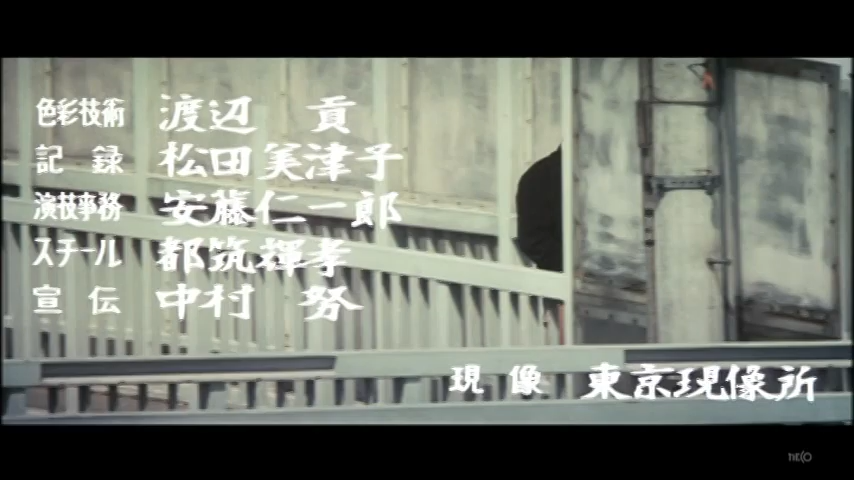 色彩技術 渡辺 貢
記録 松田美津子
演技事務 安藤仁一郎
スチール 都筑輝孝
宣伝 中村 努
現像 東京現像所
NECO